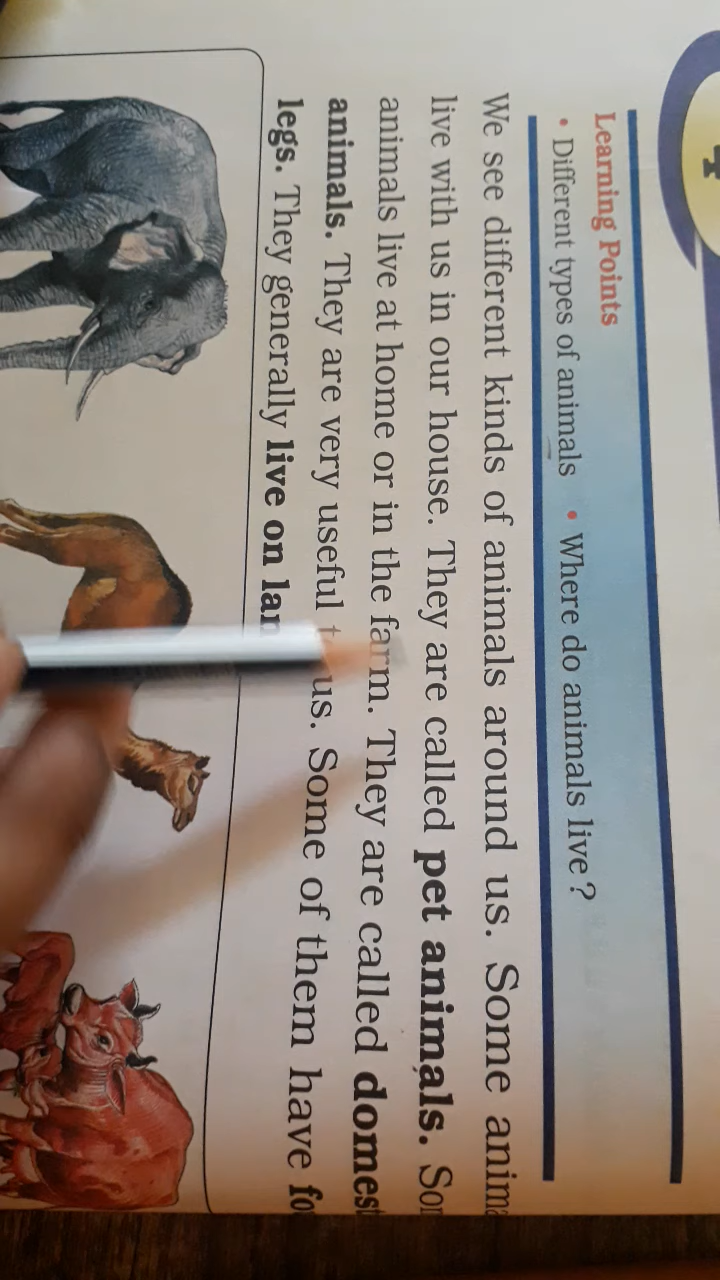 Learning Points
• Different types of animals • Where do animals live?
We see different kinds of animals around us. Some
live with us in our house. They are called pet animals.
animals live at home or in the farm. They are called
animals. They are very useful us. Some of them have
legs. They generally live on